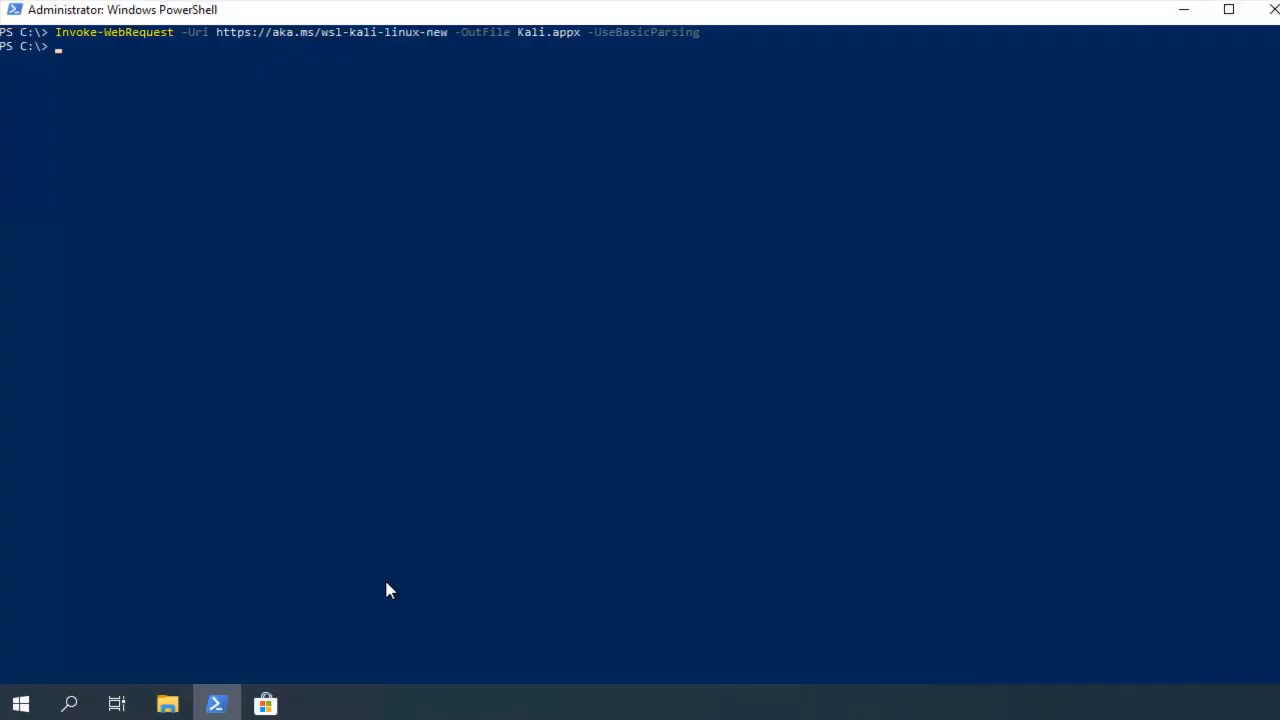 Administrator: Windows PowerShell
PS C:\> Invoke-WebRequest -Uri https://aka.ms/wsl-kali-linux-new -OutFile Kali.appx -UseBasicParsing
PS C:\>